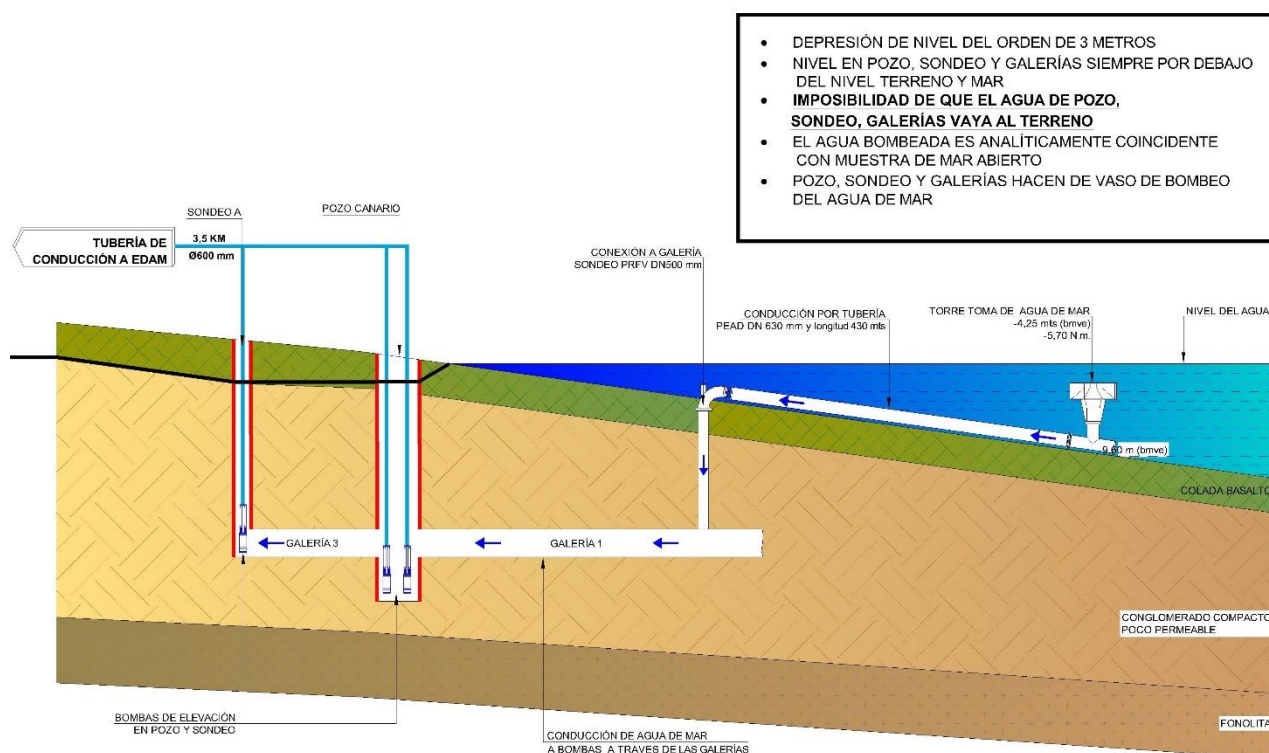 • DEPRESIÓN DE NIVEL DEL ORDEN DE 3 METROS
• NIVEL EN POZO, SONDEO Y GALERÍAS SIEMPRE POR DEBAJO
DEL NIVEL TERRENO Y MAR
• IMPOSIBILIDAD DE QUE EL AGUA DE POZO,
SONDEO, GALERÍAS VAYA AL TERRENO
• EL AGUA BOMBEADA ES ANALÍTICAMENTE COINCIDENTE
CON MUESTRA DE MAR ABIERTO
• POZO, SONDEO Y GALERÍAS HACEN DE VASO DE BOMBEO
DEL AGUA DE MAR
SONDEO A
POZO CANARIO
TUBERÍA DE
CONDUCCIÓN A EDAM
3,5 KM
Ø600 mm
CONEXIÓN A GALERÍA
SONDEO PRFV DN500 mm
CONDUCCIÓN POR TUBERÍA
PEAD DN 630 mm y longitud 430 mts
TORRE TOMA DE AGUA DE MAR
-4,25 mts (bmve)
-5,70 N.m.
NIVEL DEL AGUA
9,60 m (bmve)
COLADA BASALTO
GALERÍA 3
GALERÍA 1
CONGLOMERADO COMPACTO
POCO PERMEABLE
FONOLITA
BOMBAS DE ELEVACIÓN
EN POZO Y SONDEO
CONDUCCIÓN DE AGUA DE MAR
A BOMBAS A TRAVES DE LAS GALERÍAS